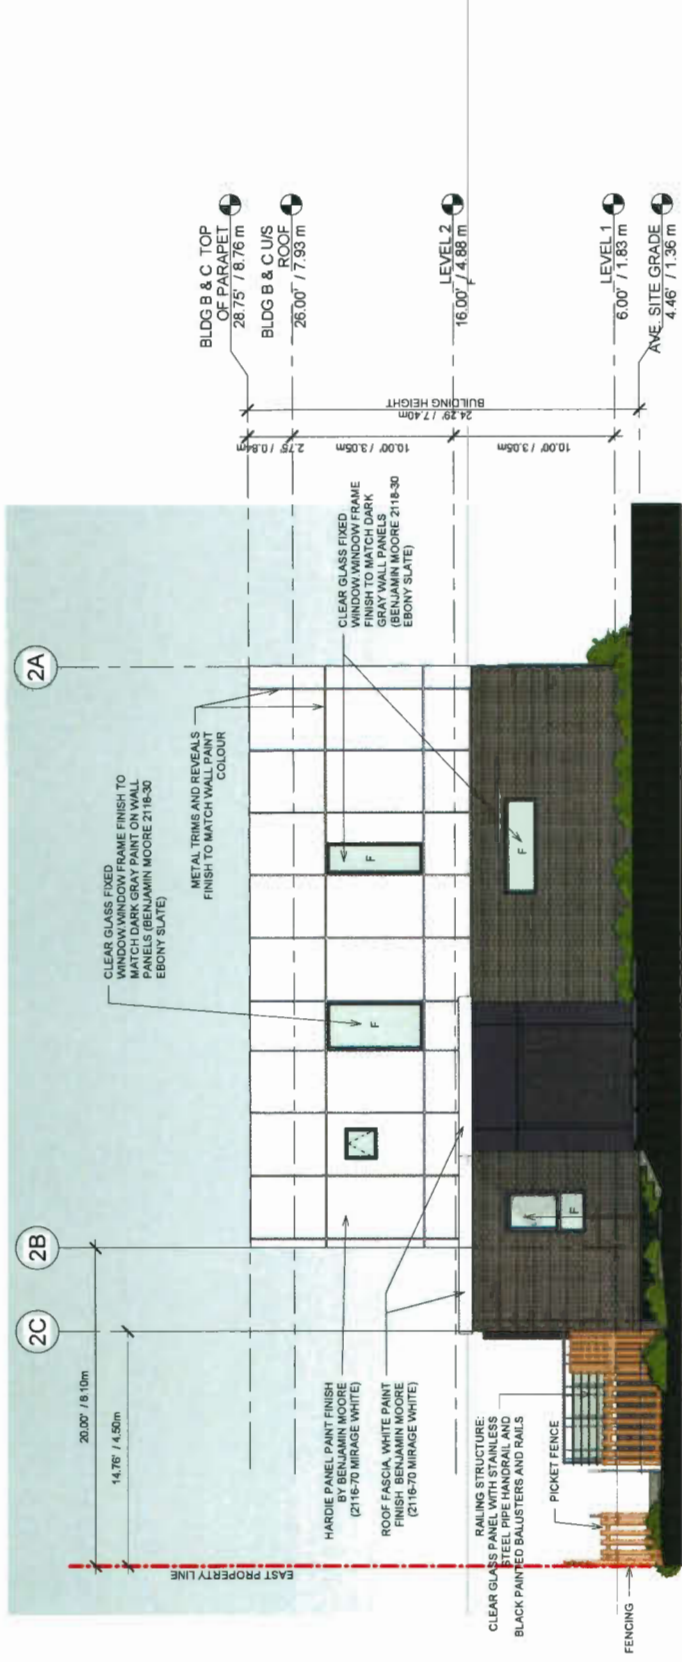 2C
2B
2A
20.00' / 6.10m
14.76' / 4.50m
CLEAR GLASS FIXED
WINDOW.WINDOW FRAME FINISH TO
MATCH DARK GRAY PAINT ON WALL
PANELS (BENJAMIN MOORE 2118-30
EBONY SLATE)
METAL TRIMS AND REVEALS
FINISH TO MATCH WALL PAINT
COLOUR
CLEAR GLASS FIXED
WINDOW.WINDOW FRAME
FINISH TO MATCH DARK
GRAY WALL PANELS
(BENJAMIN MOORE 2118-30
EBONY SLATE)
HARDIE PANEL PAINT FINISH
BY BENJAMIN MOORE
(2116-70 MIRAGE WHITE)
ROOF FASCIA, WHITE PAINT
FINISH BENJAMIN MOORE
(2116-70 MIRAGE WHITE)
RAILING STRUCTURE:
CLEAR GLASS PANEL WITH STAINLESS
STEEL PIPE HANDRAIL AND
BLACK PAINTED BALUSTERS AND RAILS
PICKET FENCE
FENCING
EAST PROPERTY LINE
F
F
F
F
2.75' / 0.84m
10.00' / 3.05m
10.00' / 3.05m
24.29' / 7.40m
BUILDING HEIGHT
BLDG B & C TOP
OF PARAPET
28.75' / 8.76 m
BLDG B & C U/S
ROOF
26.00' / 7.93 m
LEVEL 2
16.00' / 4.88 m
LEVEL 1
6.00' / 1.83 m
AVE. SITE GRADE
4.46' / 1.36 m